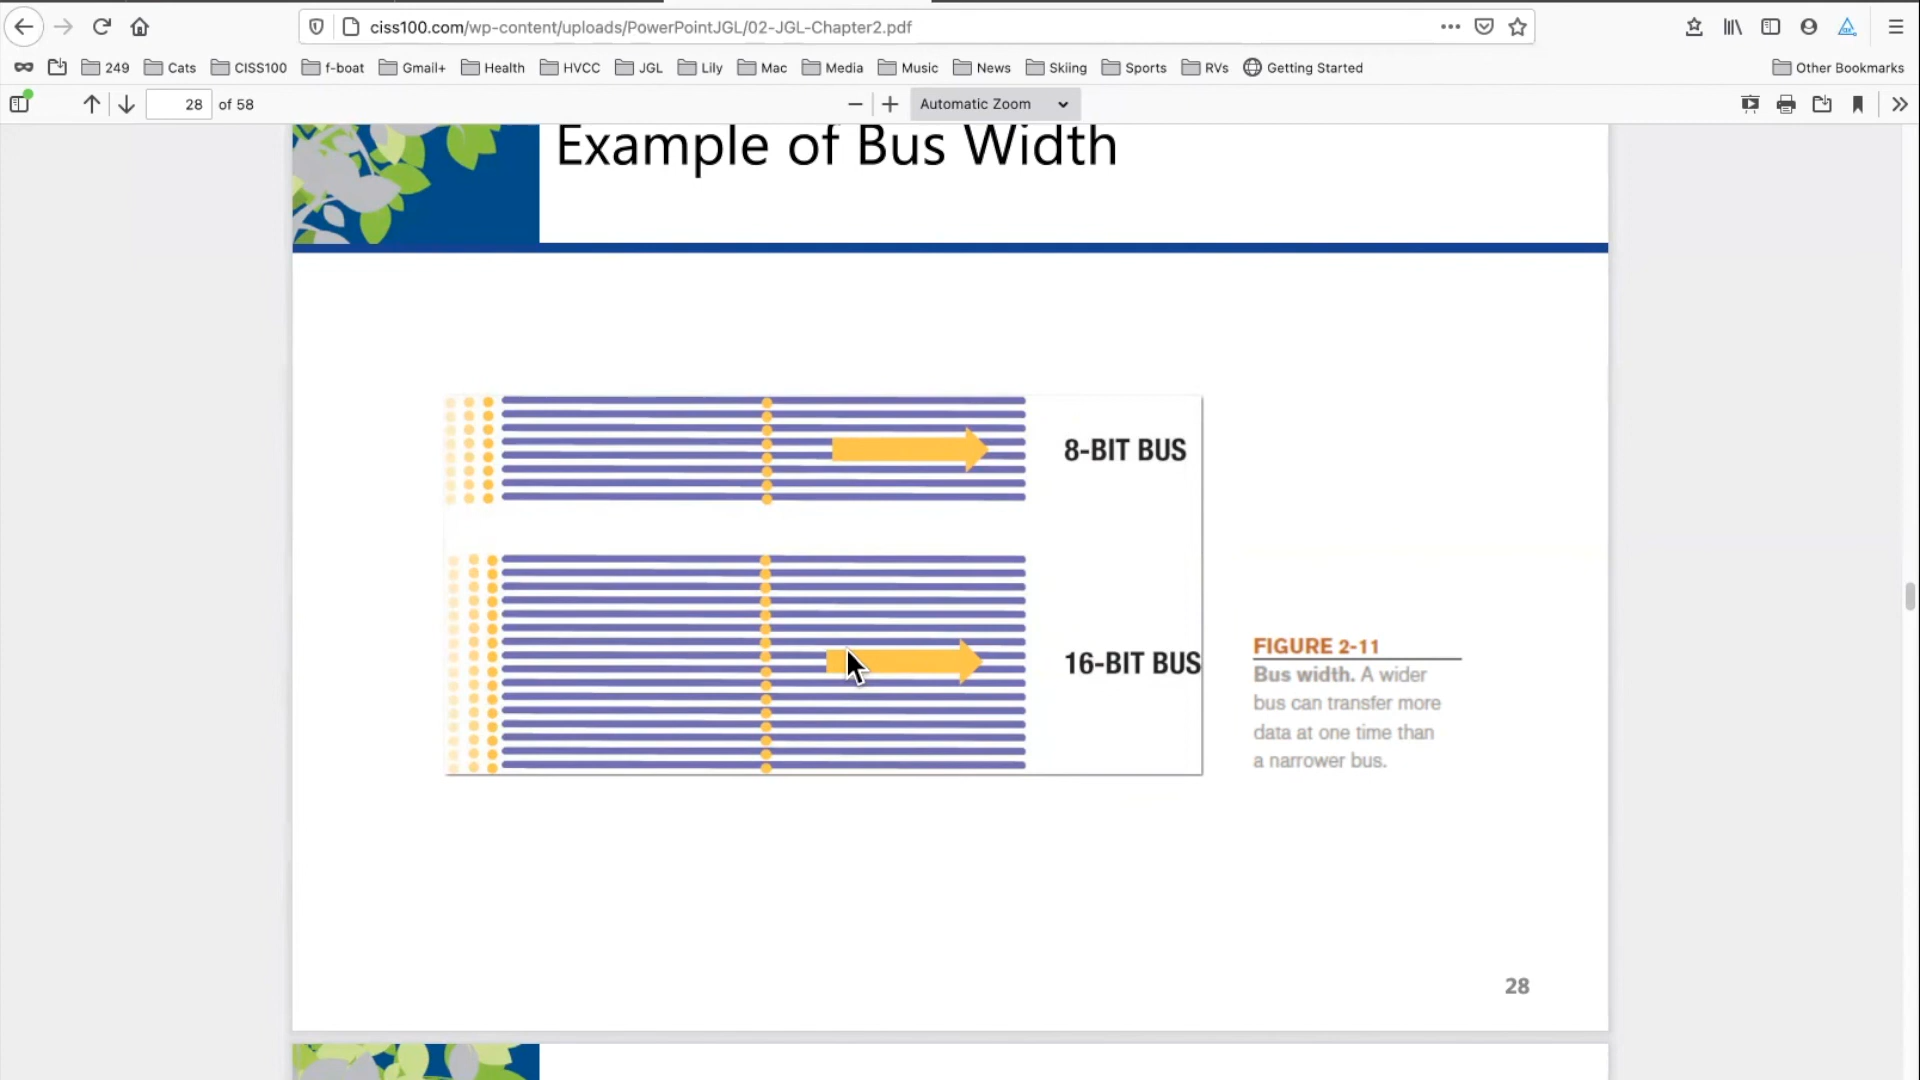 ciss100.com/wp-content/uploads/PowerPointJGL/02-JGL-Chapter2.pdf
249 Cats CISS100 f-boat Gmail+ Health HVCC JGL Lily Mac Media Music News Skiing Sports RVs Getting Started Other Bookmarks
28 of 58 Automatic Zoom
Example of Bus Width
8-BIT BUS
16-BIT BUS
FIGURE 2-11
Bus width. A wider
bus can transfer more
data at one time than
a narrower bus.
28